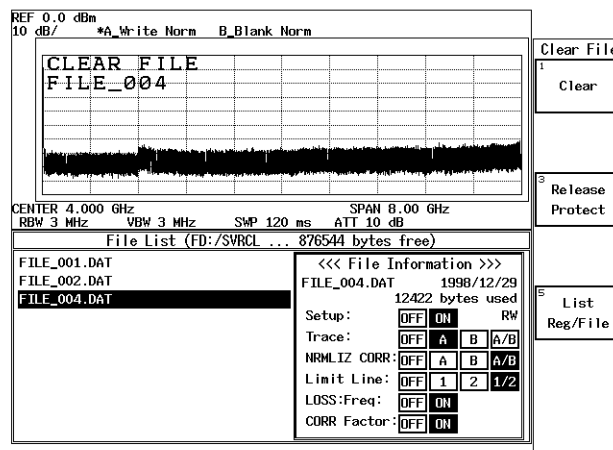 REF 0.0 dBm
10 dB/ *A_Write Norm B_Blank Norm
CLEAR FILE
FILE_004
CENTER 4.000 GHz SPAN 8.00 GHz
RBW 3 MHz VBW 3 MHz SWP 120 ms ATT 10 dB
File List (FD:/SVRCL ... 876544 bytes free)
FILE_001.DAT
FILE_002.DAT
FILE_004.DAT
<<< File Information >>>
FILE_004.DAT 1998/12/29
12422 bytes used
Setup: OFF ON RW
Trace: OFF A B A/B
NRMLIZ CORR: OFF A B A/B
Limit Line: OFF 1 2 1/2
LOSS:Freq: OFF ON
CORR Factor: OFF ON
Clear File
1
Clear
3
Release
Protect
5
List
Reg/File